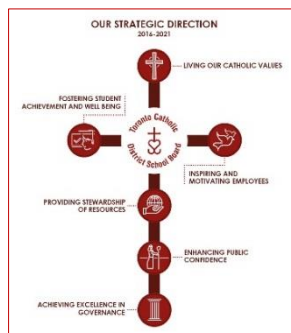 OUR STRATEGIC DIRECTION
2016-2021
LIVING OUR CATHOLIC VALUES
FOSTERING STUDENT
ACHIEVEMENT AND WELL BEING
Toronto Catholic
District School Board
INSPIRING AND
MOTIVATING EMPLOYEES
PROVIDING STEWARDSHIP
OF RESOURCES
ENHANCING PUBLIC
CONFIDENCE
ACHIEVING EXCELLENCE IN
GOVERNANCE